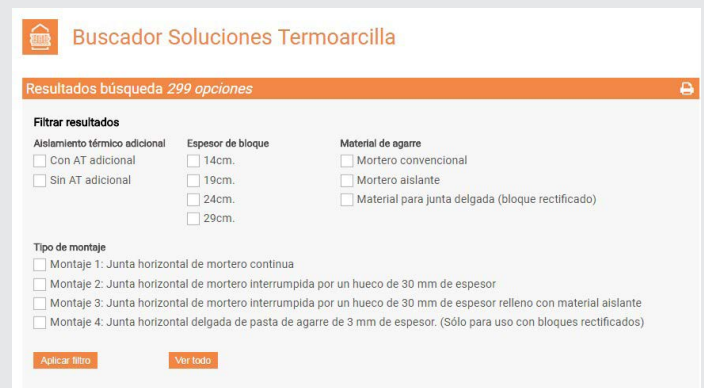 Buscador Soluciones Termoarcilla
Resultados búsqueda 299 opciones
Filtrar resultados
Aislamiento térmico adicional
Con AT adicional
Sin AT adicional
Espesor de bloque
14cm.
19cm.
24cm.
29cm.
Material de agarre
Mortero convencional
Mortero aislante
Material para junta delgada (bloque rectificado)
Tipo de montaje
Montaje 1: Junta horizontal de mortero continua
Montaje 2: Junta horizontal de mortero interrumpida por un hueco de 30 mm de espesor
Montaje 3: Junta horizontal de mortero interrumpida por un hueco de 30 mm de espesor relleno con material aislante
Montaje 4: Junta horizontal delgada de pasta de agarre de 3 mm de espesor. (Sólo para uso con bloques rectificados)
Aplicar filtro
Ver todo